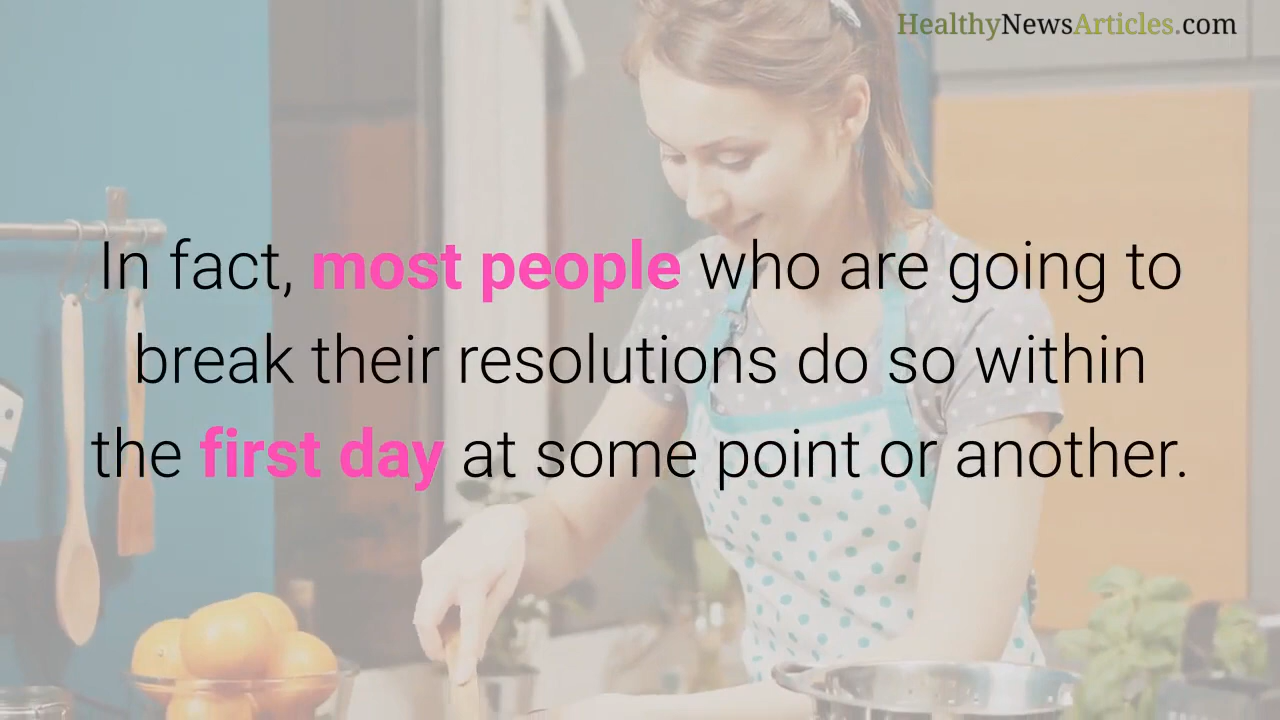 HealthyNewsArticles.com
In fact, most people who are going to
break their resolutions do so within
the first day at some point or another.